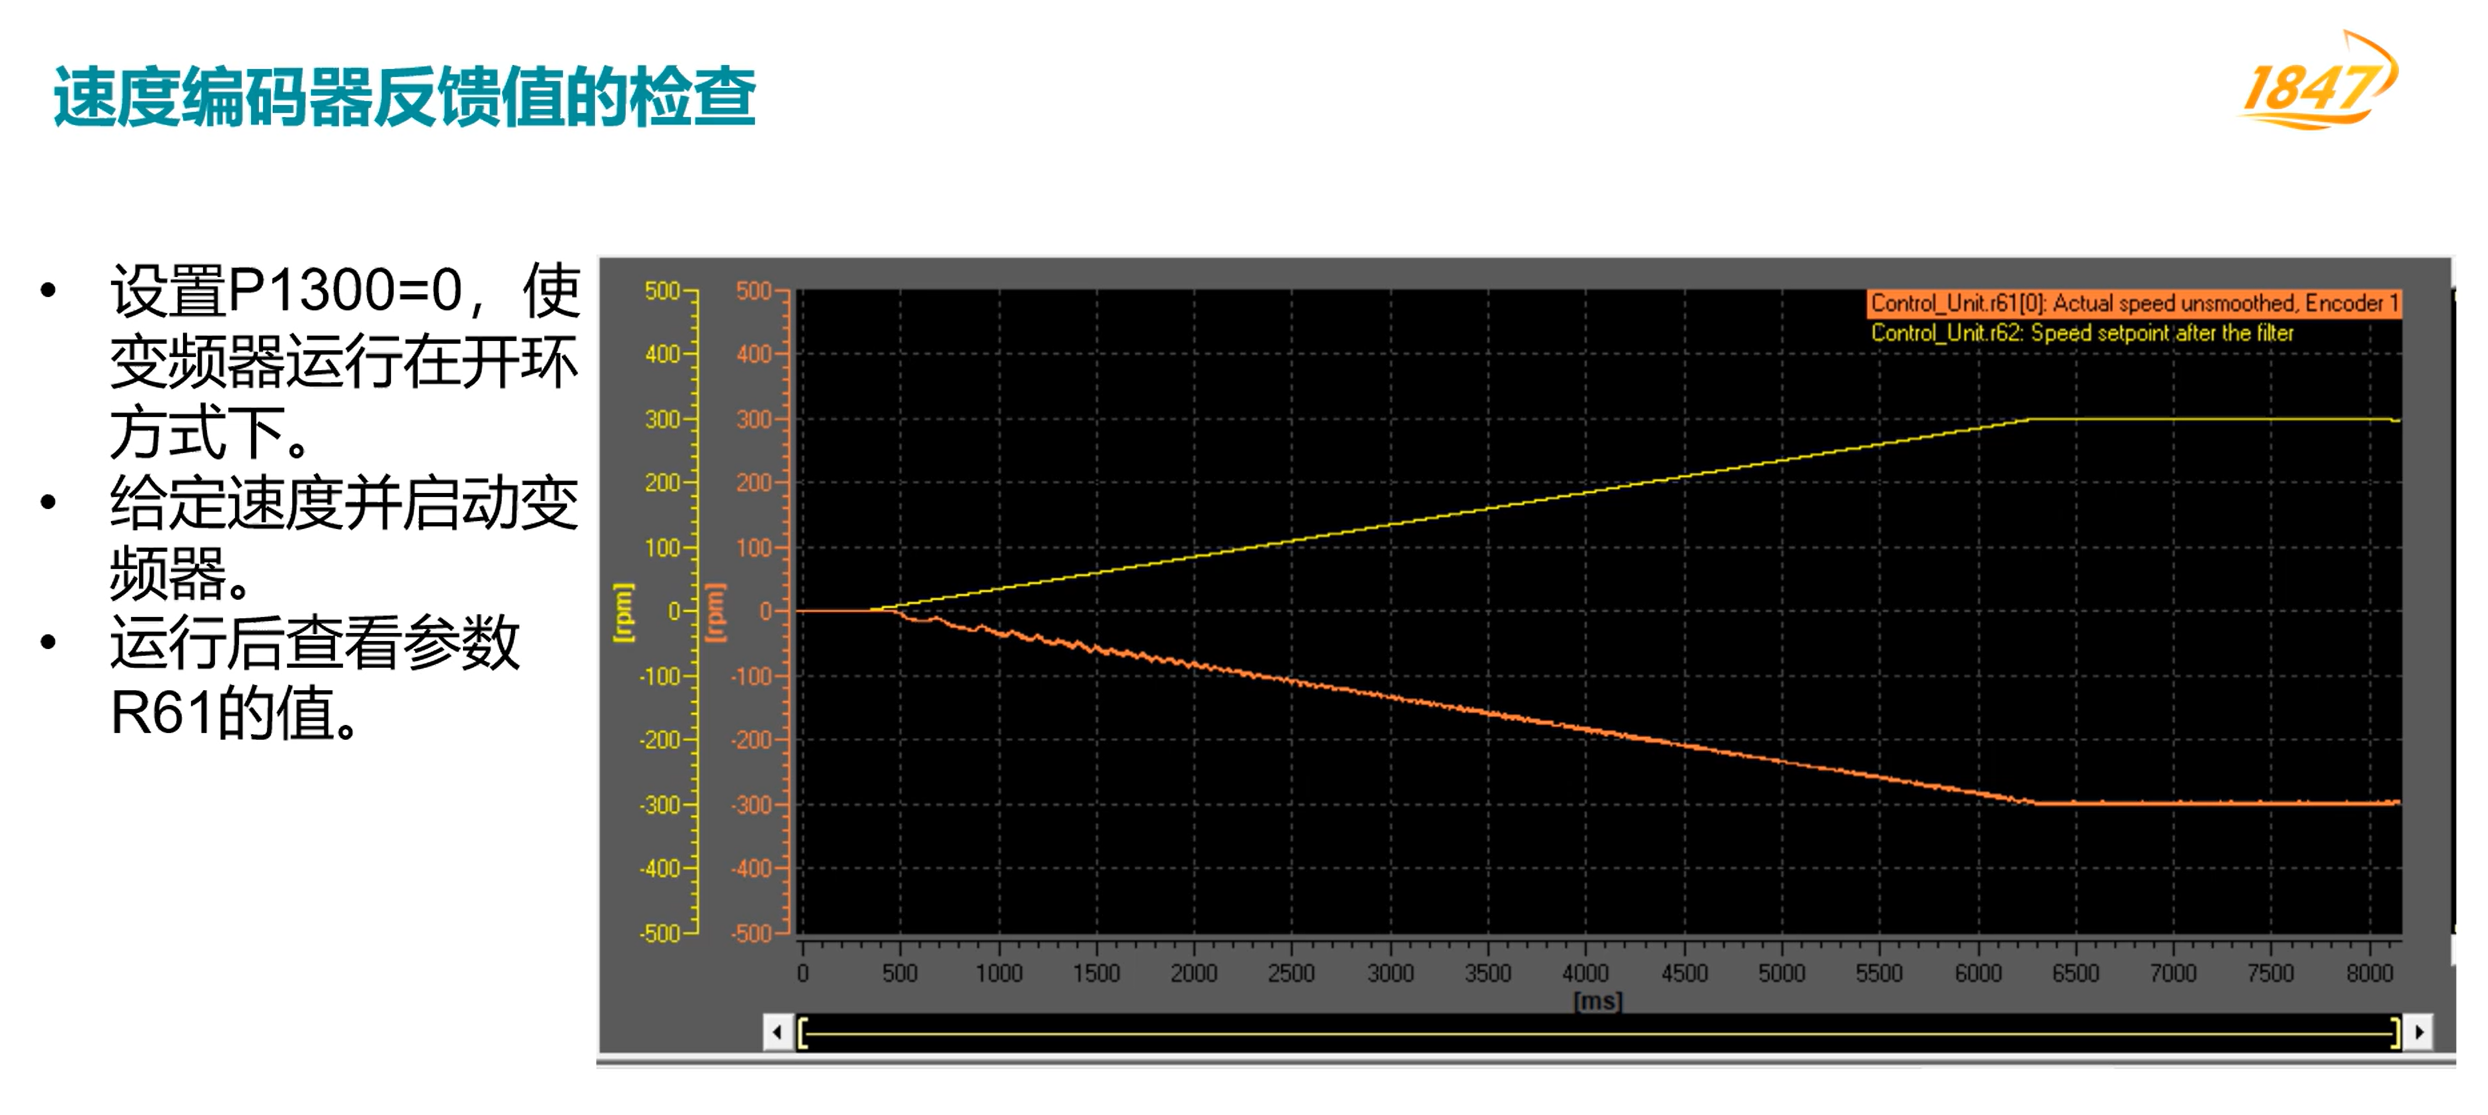 速度编码器反馈值的检查
1847
• 设置P1300=0，使
变频器运行在开环
方式下。
• 给定速度并启动变
频器。
• 运行后查看参数
R61的值。
Control_Unit.r61[0]: Actual speed unsmoothed, Encoder 1
Control_Unit.r62: Speed setpoint after the filter
500 500
400 400
300 300
200 200
100 100
0 0
-100 -100
-200 -200
-300 -300
-400 -400
-500 -500
[rpm] [rpm]
0 500 1000 1500 2000 2500 3000 3500 4000 4500 5000 5500 6000 6500 7000 7500 8000
[ms]